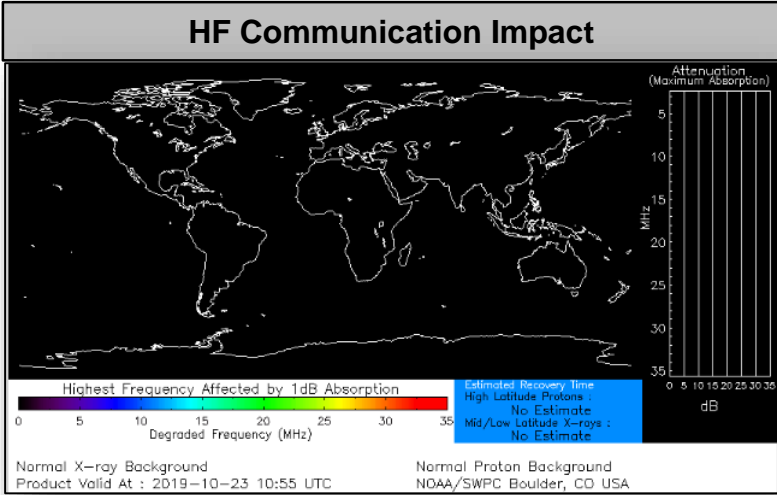 HF Communication Impact
Attenuation
(Maximum Absorption)
5
10
15
20
25
30
35
MHz
0 5 10 15 20 25 30 35
dB
Highest Frequency Affected by 1dB Absorption
0 5 10 15 20 25 30 35
Degraded Frequency (MHz)
Estimated Recovery Time
High Latitude Protons :
No Estimate
Mid/Low Latitude X-rays :
No Estimate
Normal X-ray Background
Product Valid At : 2019-10-23 10:55 UTC
Normal Proton Background
NOAA/SWPC Boulder, CO USA